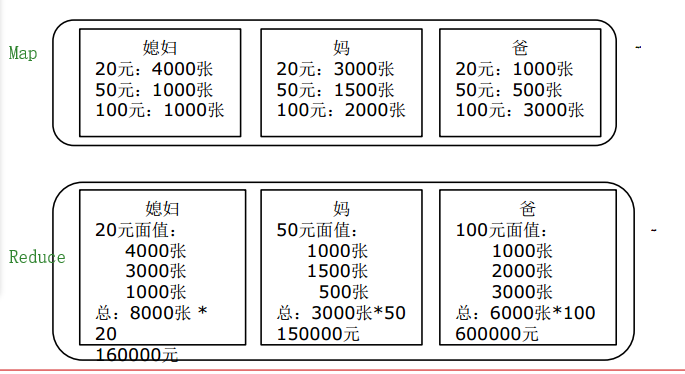 Map
媳妇
20元：4000张
50元：1000张
100元：1000张
妈
20元：3000张
50元：1500张
100元：2000张
爸
20元：1000张
50元：500张
100元：3000张
~
Reduce
媳妇
20元面值：
4000张
3000张
1000张
总：8000张 *
20
160000元
妈
50元面值：
1000张
1500张
500张
总：3000张*50
150000元
爸
100元面值：
1000张
2000张
3000张
总：6000张*100
600000元
~